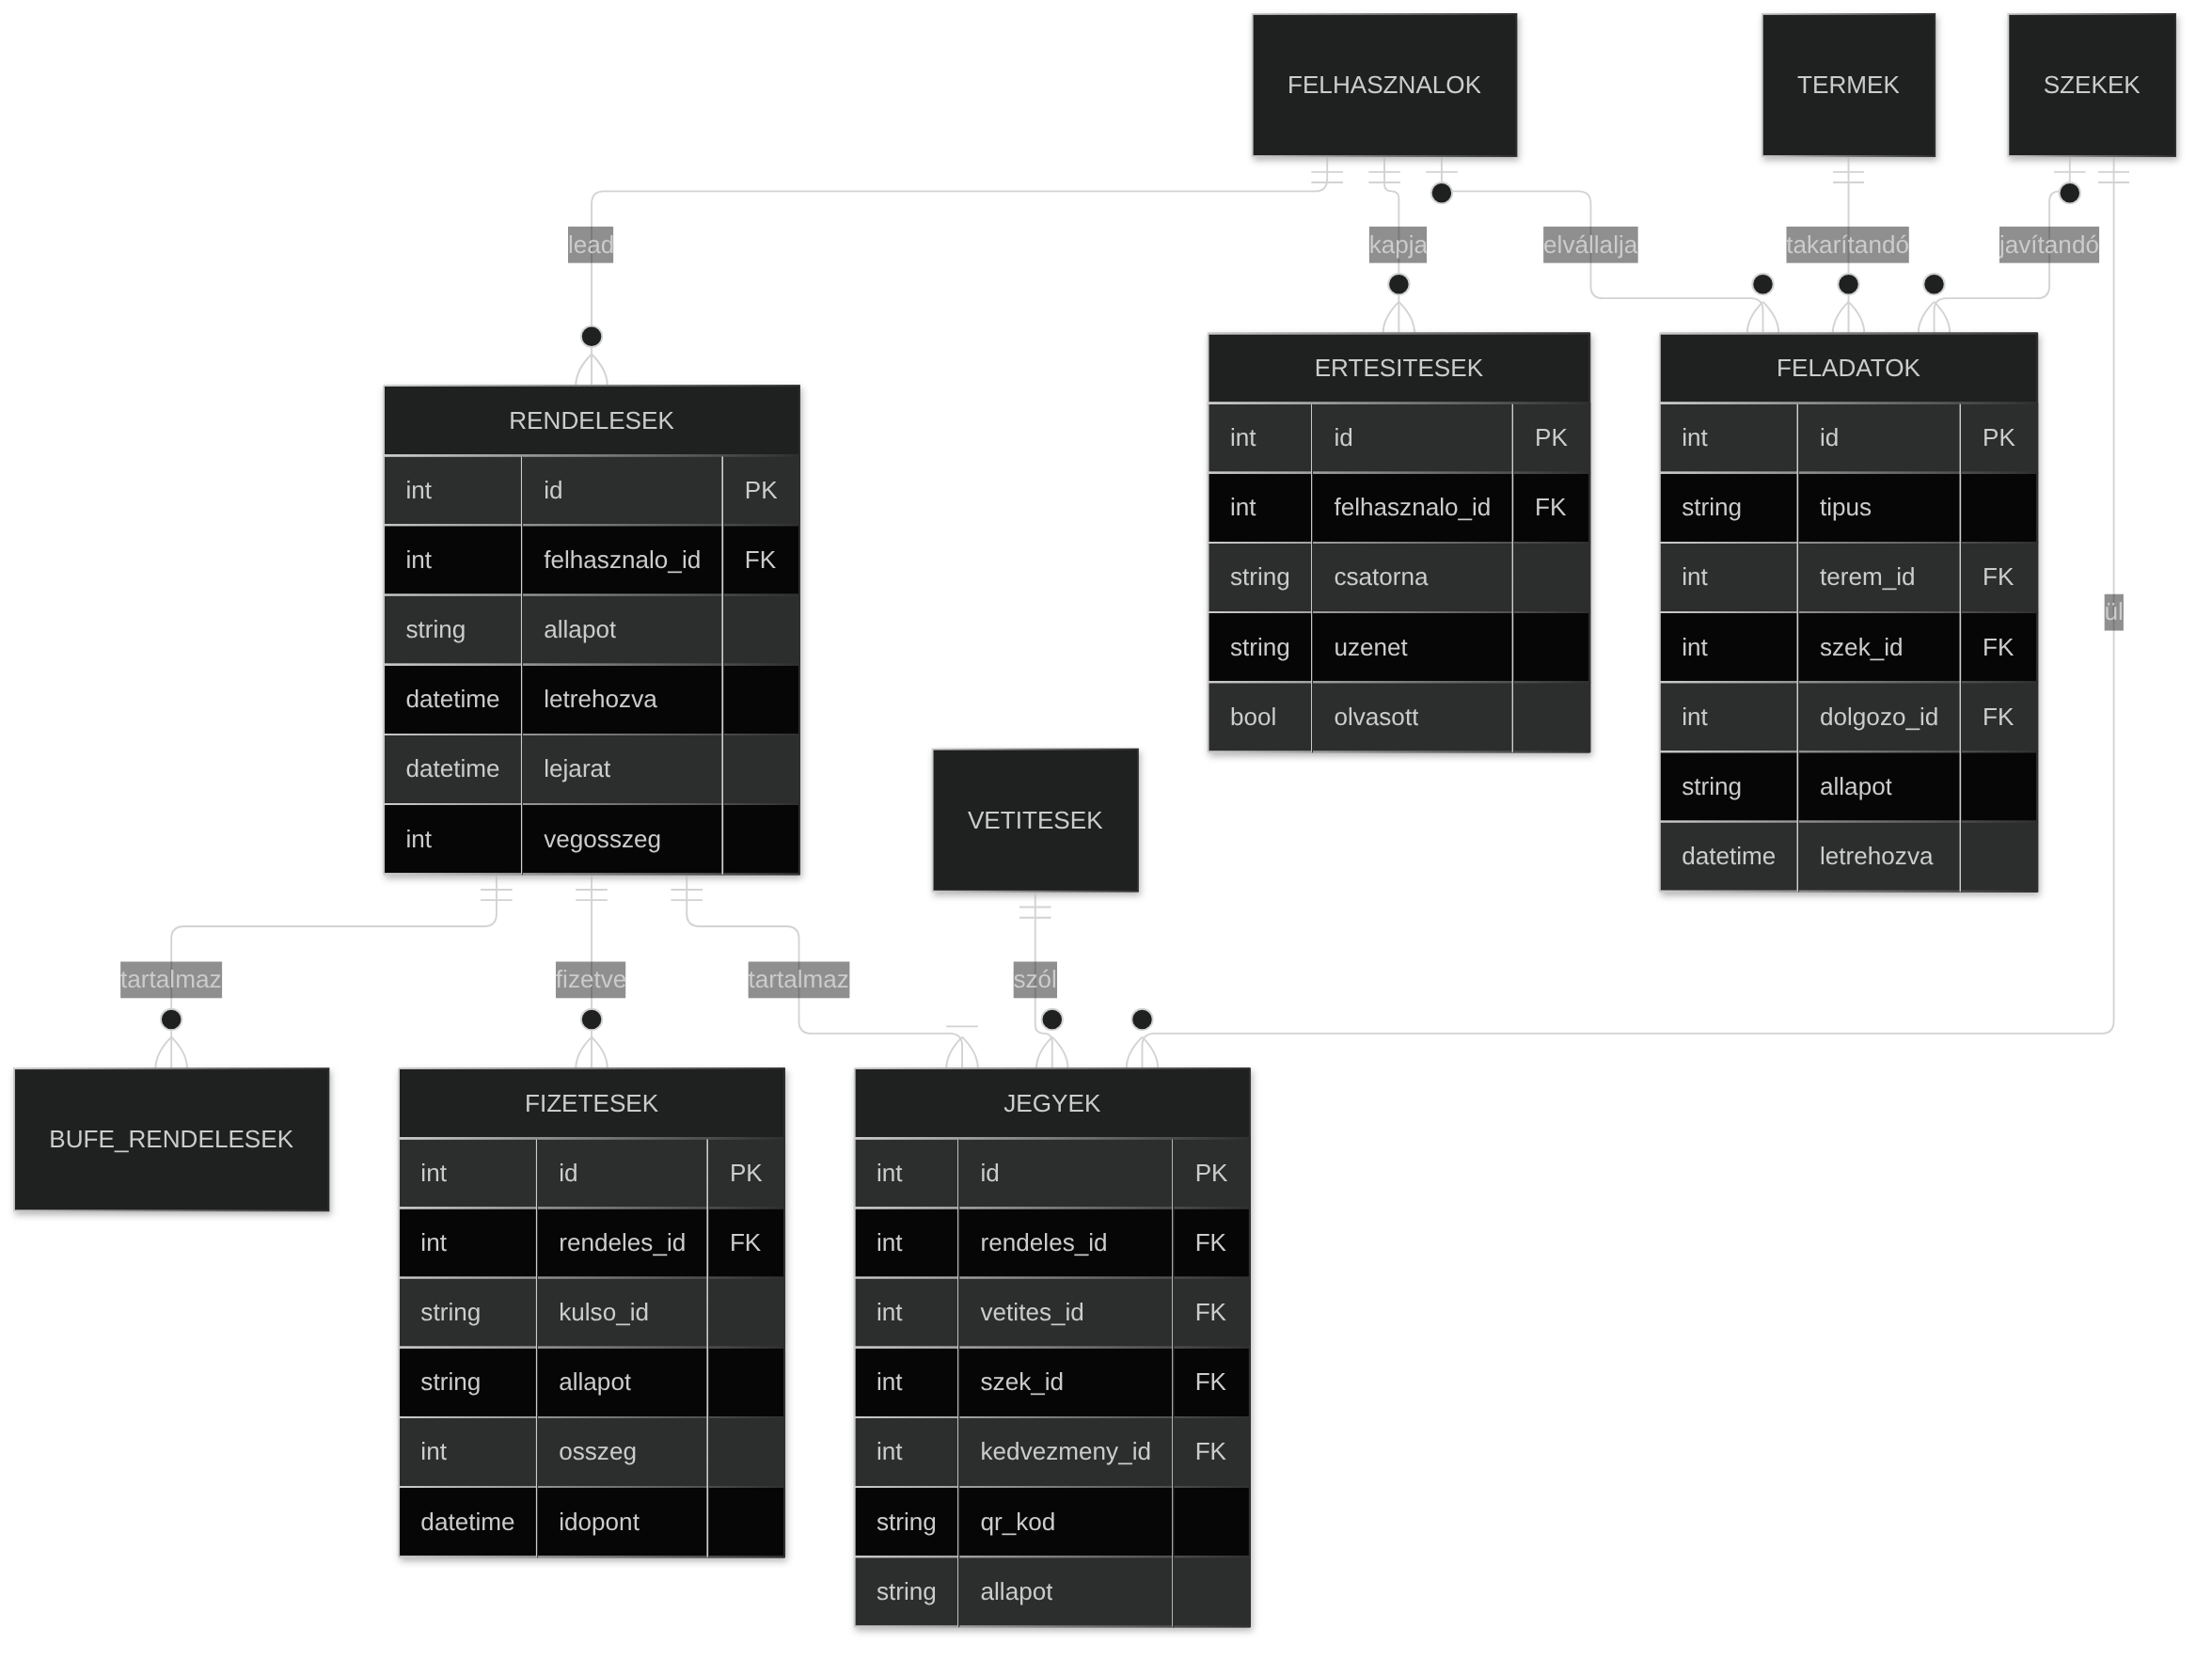 FELHASZNALOK
TERMEK
SZEKEK
lead
kapja
elvállalja
takarítandó
javítandó
RENDELESEK
int id PK
int felhasznalo_id FK
string allapot
datetime letrehozva
datetime lejarat
int vegosszeg
ERTESITESEK
int id PK
int felhasznalo_id FK
string csatorna
string uzenet
bool olvasott
FELADATOK
int id PK
string tipus
int terem_id FK
int szek_id FK
int dolgozo_id FK
string allapot
datetime letrehozva
ül
VETITESEK
tartalmaz
fizetve
tartalmaz
szól
BUFE_RENDELESEK
FIZETESEK
int id PK
int rendeles_id FK
string kulso_id
string allapot
int osszeg
datetime idopont
JEGYEK
int id PK
int rendeles_id FK
int vetites_id FK
int szek_id FK
int kedvezmeny_id FK
string qr_kod
string allapot